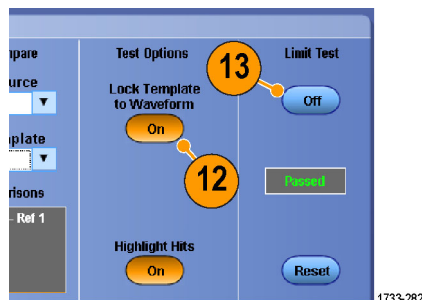 npare
Test Options
13
Limit Test
urce
Lock Template
to Waveform
Off
On
plate
12
Passed
risons
– Ref 1
Highlight Hits
On
Reset
1733-282